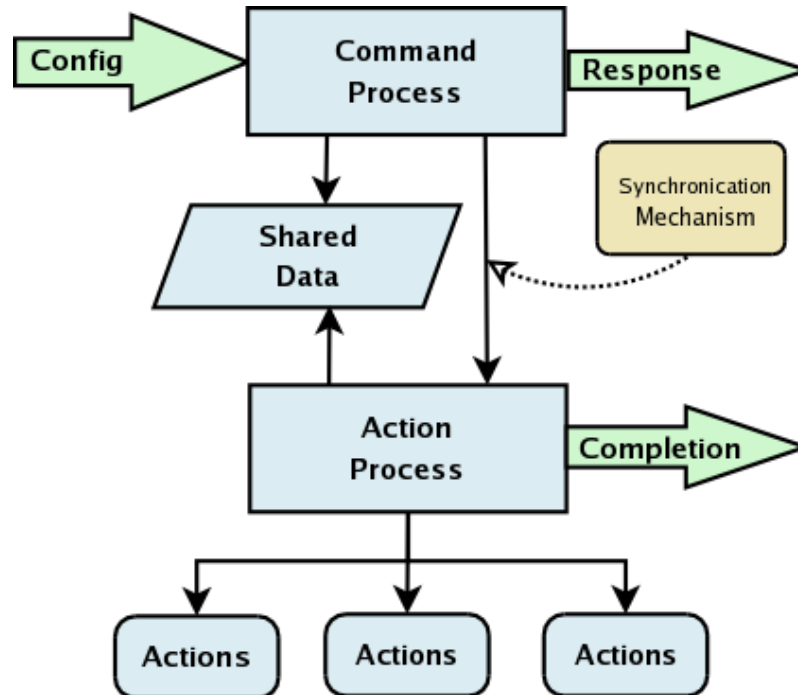 Config
Command
Process
Response
Synchronication
Mechanism
Shared
Data
Action
Process
Completion
Actions
Actions
Actions